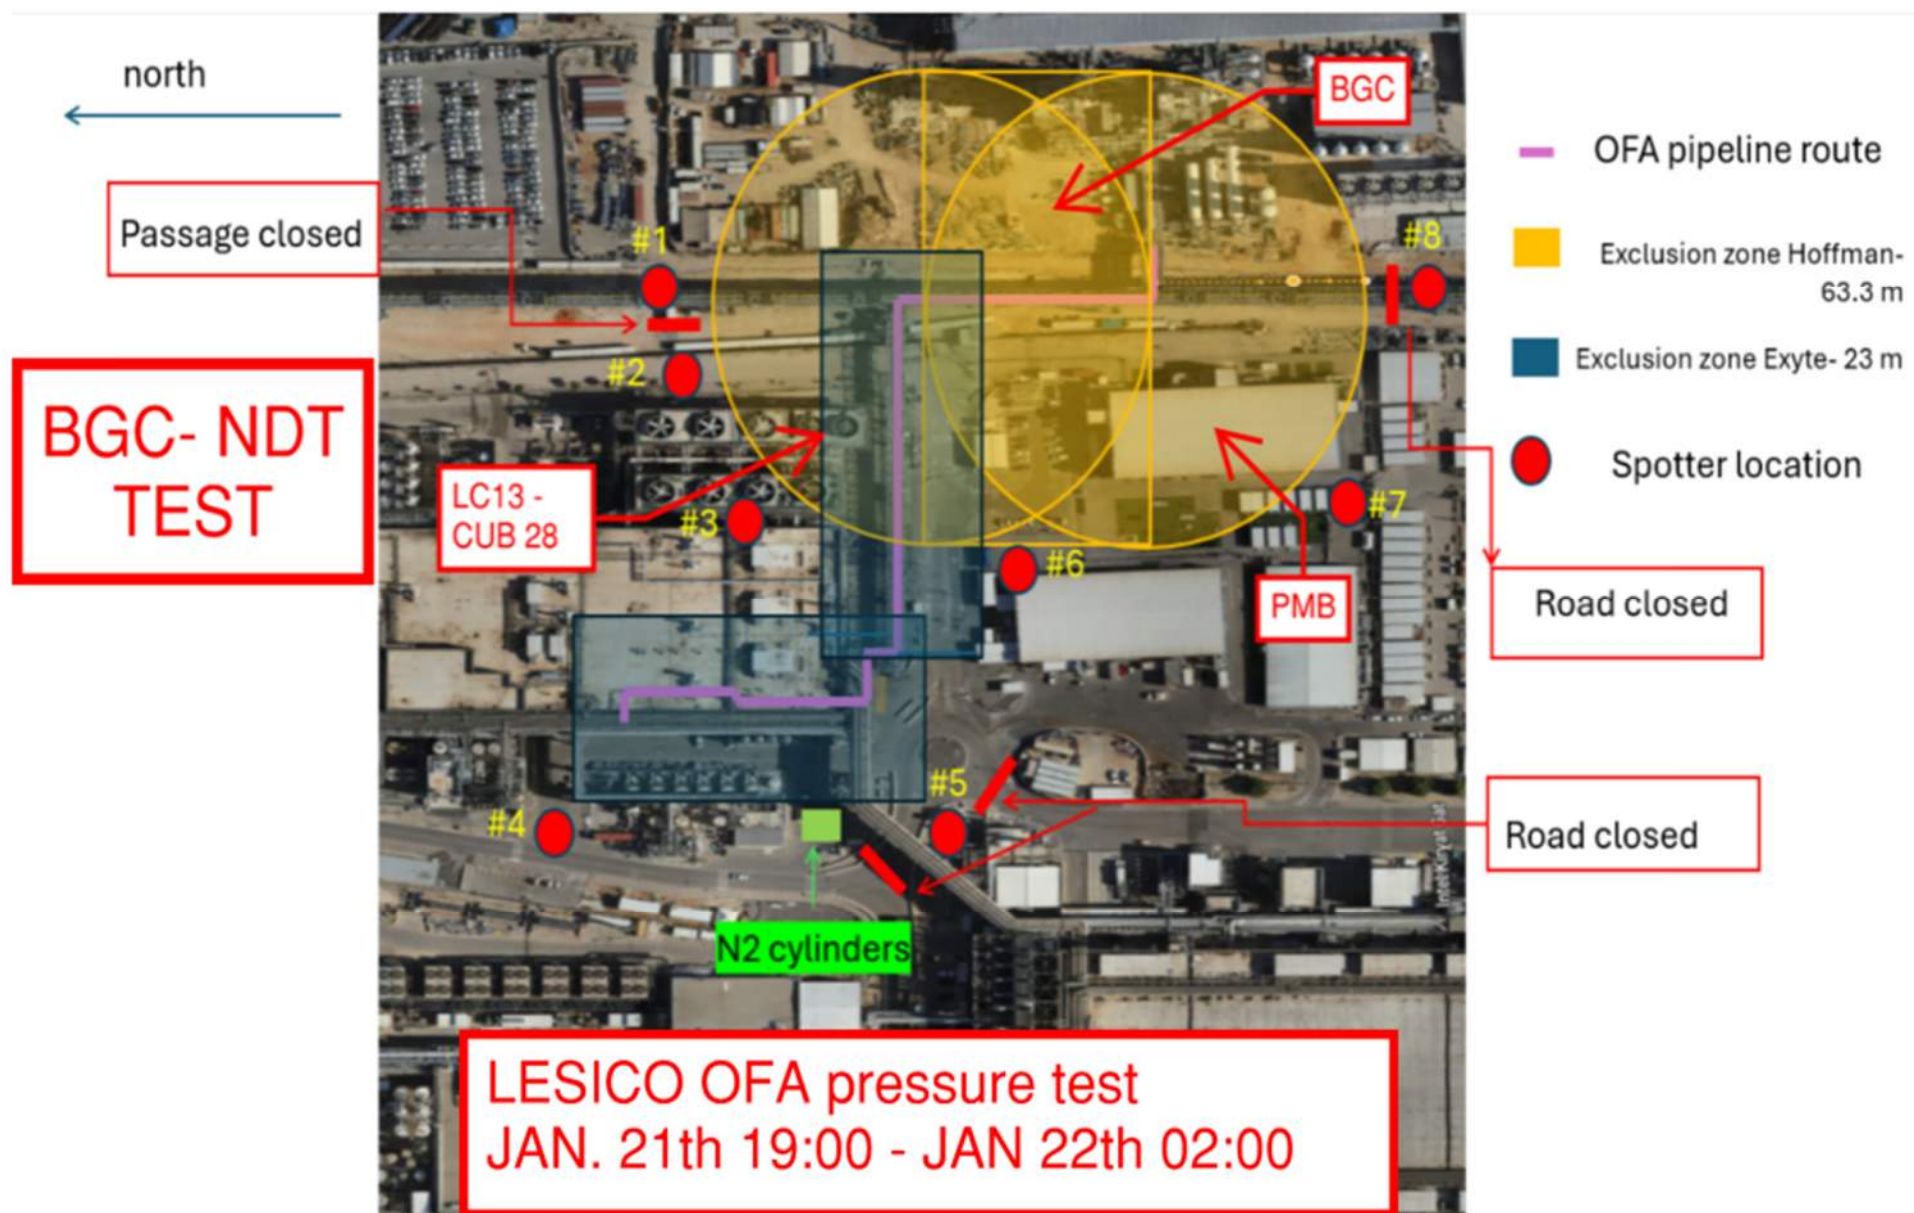 north
BGC
OFA pipeline route
Passage closed
#1
#8
Exclusion zone Hoffman-
63.3 m
#2
Exclusion zone Exyte- 23 m
BGC- NDT
TEST
Spotter location
LC13 -
CUB 28
#3
#7
#6
PMB
Road closed
#5
#4
Road closed
N2 cylinders
LESICO OFA pressure test
JAN. 21th 19:00 - JAN 22th 02:00